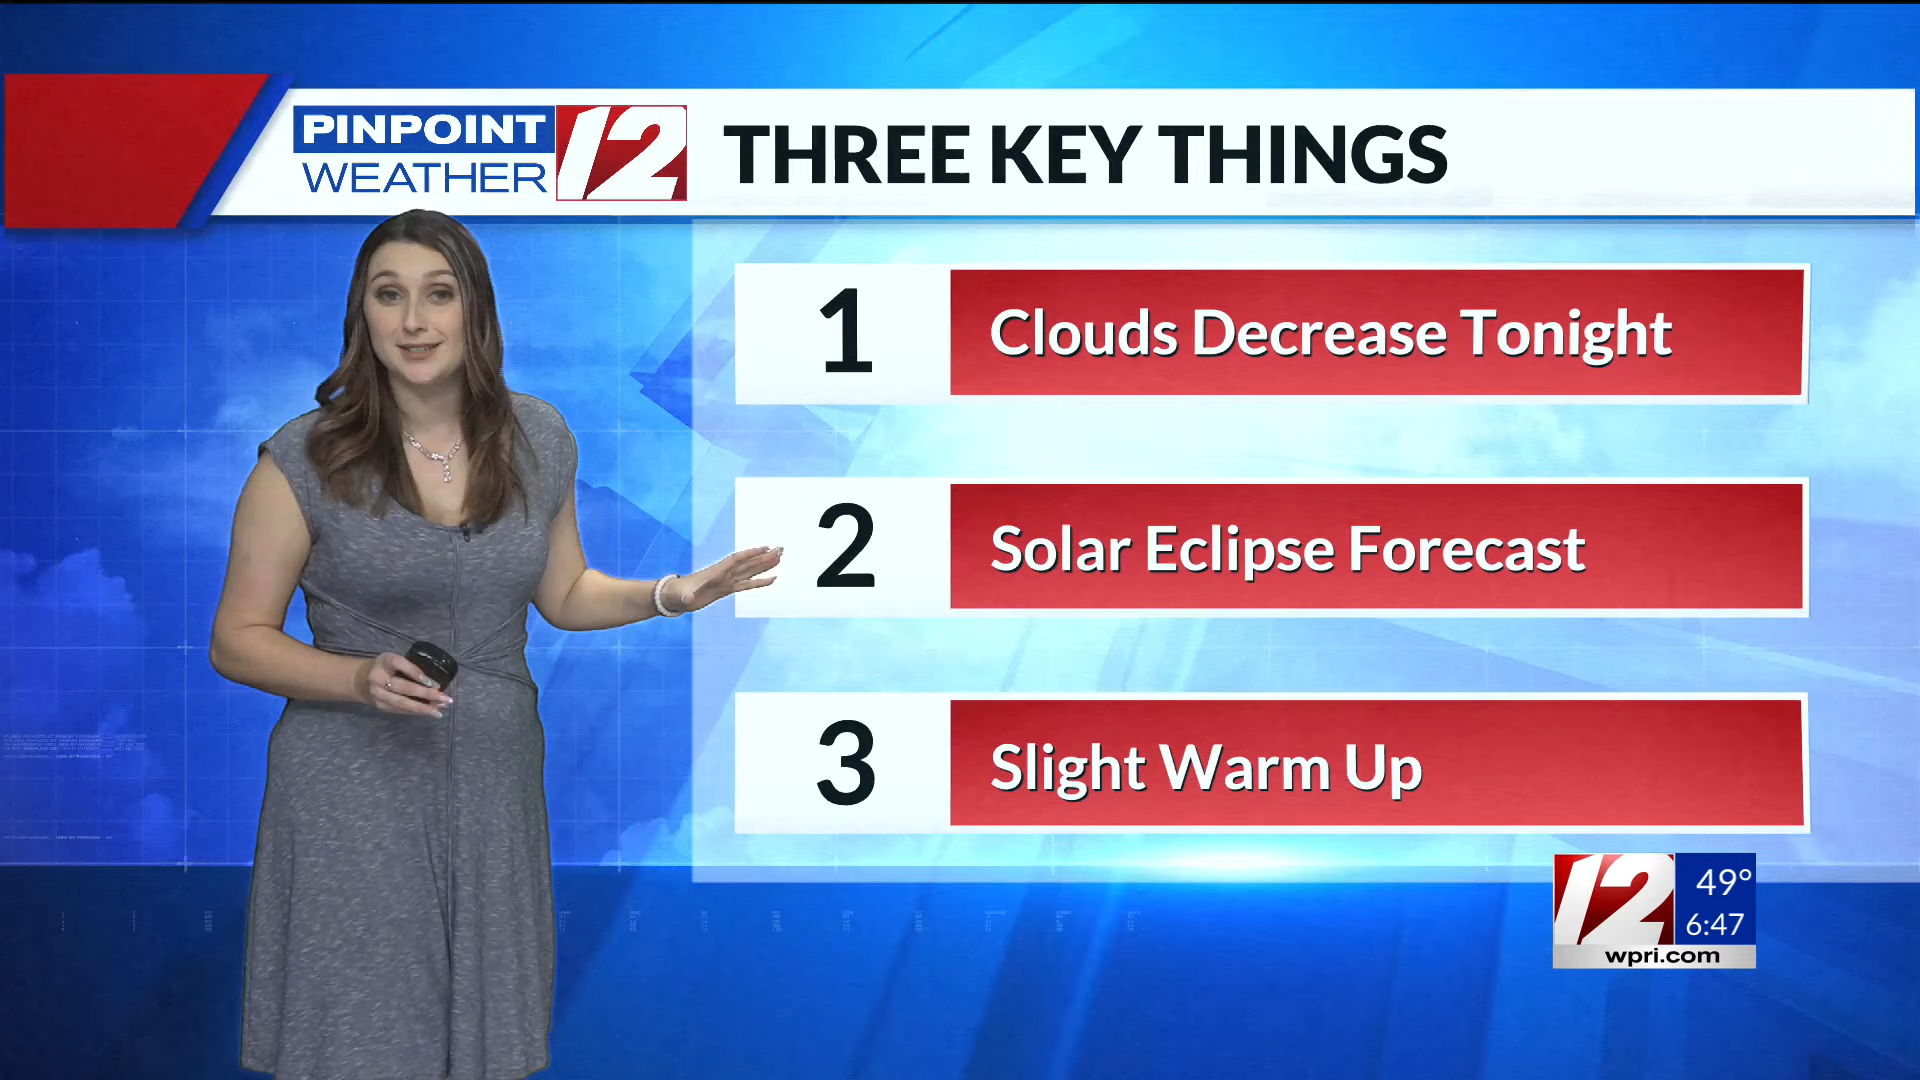 PINPOINT
WEATHER
12
THREE KEY THINGS
1
Clouds Decrease Tonight
2
Solar Eclipse Forecast
3
Slight Warm Up
12
49°
6:47
wpri.com